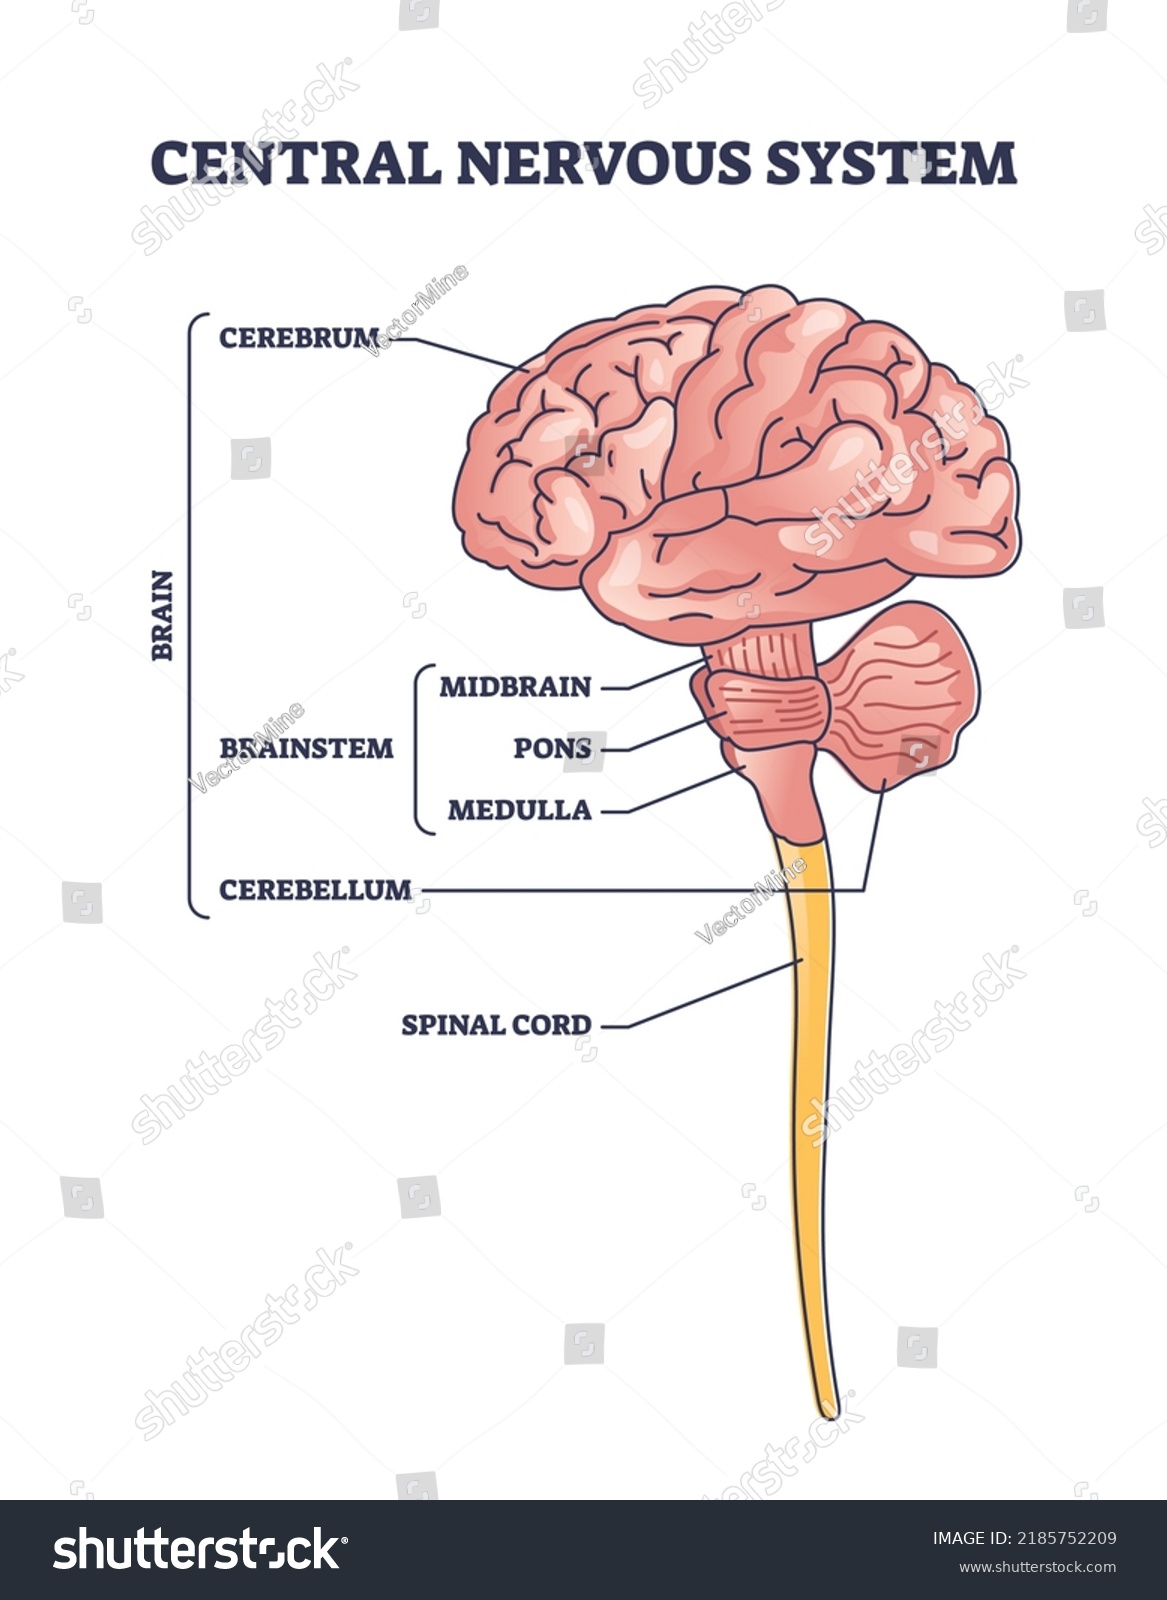 CENTRAL NERVOUS SYSTEM
CEREBRUM
BRAIN
MIDBRAIN
BRAINSTEM
PONS
MEDULLA
CEREBELLUM
SPINAL CORD
shutterstock
VectorMine
shutterstock
IMAGE ID: 2185752209
www.shutterstock.com